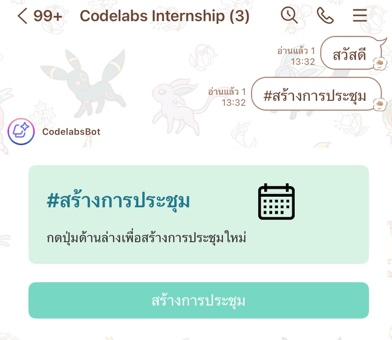 99+ Codelabs Internship (3)
อ่านแล้ว 1
13:32
สวัสดี
อ่านแล้ว 1
13:32
#สร้างการประชุม
CodelabsBot
#สร้างการประชุม
กดปุ่มด้านล่างเพื่อสร้างการประชุมใหม่
สร้างการประชุม